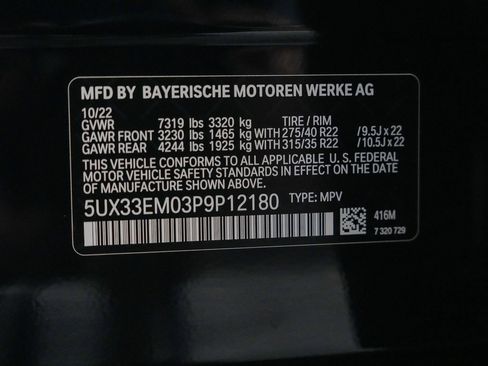 MFD BY BAYERISCHE MOTOREN WERKE AG
10/22
GVWR 7319 lbs 3320 kg TIRE / RIM
GAWR FRONT 3230 lbs 1465 kg WITH 275/40 R22 / 9.5J x 22
GAWR REAR 4244 lbs 1925 kg WITH 315/35 R22 / 10.5J x 22
THIS VEHICLE CONFORMS TO ALL APPLICABLE U. S. FEDERAL
MOTOR VEHICLE SAFETY STANDARDS IN EFFECT ON THE DATE OF
MANUFACTURE SHOWN ABOVE.
5UX33EM03P9P12180 TYPE: MPV
416M
7 320 729